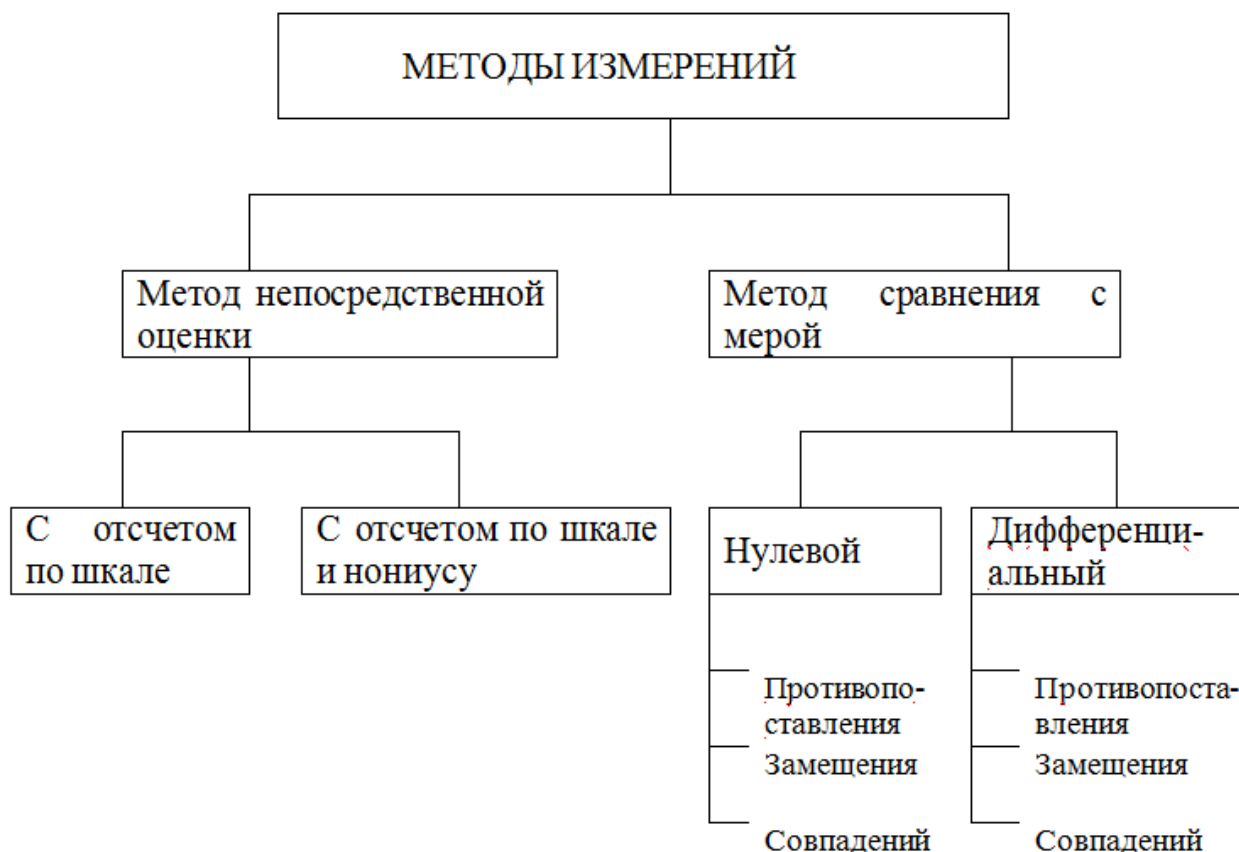 МЕТОДЫ ИЗМЕРЕНИЙ
Метод непосредственной
оценки
Метод сравнения с
мерой
С отсчетом
по шкале
С отсчетом по шкале
и нониусу
Нулевой
Дифференци-
альный
Противопо-
ставления
Замещения
Совпадений
Противопоста-
вления
Замещения
Совпадений